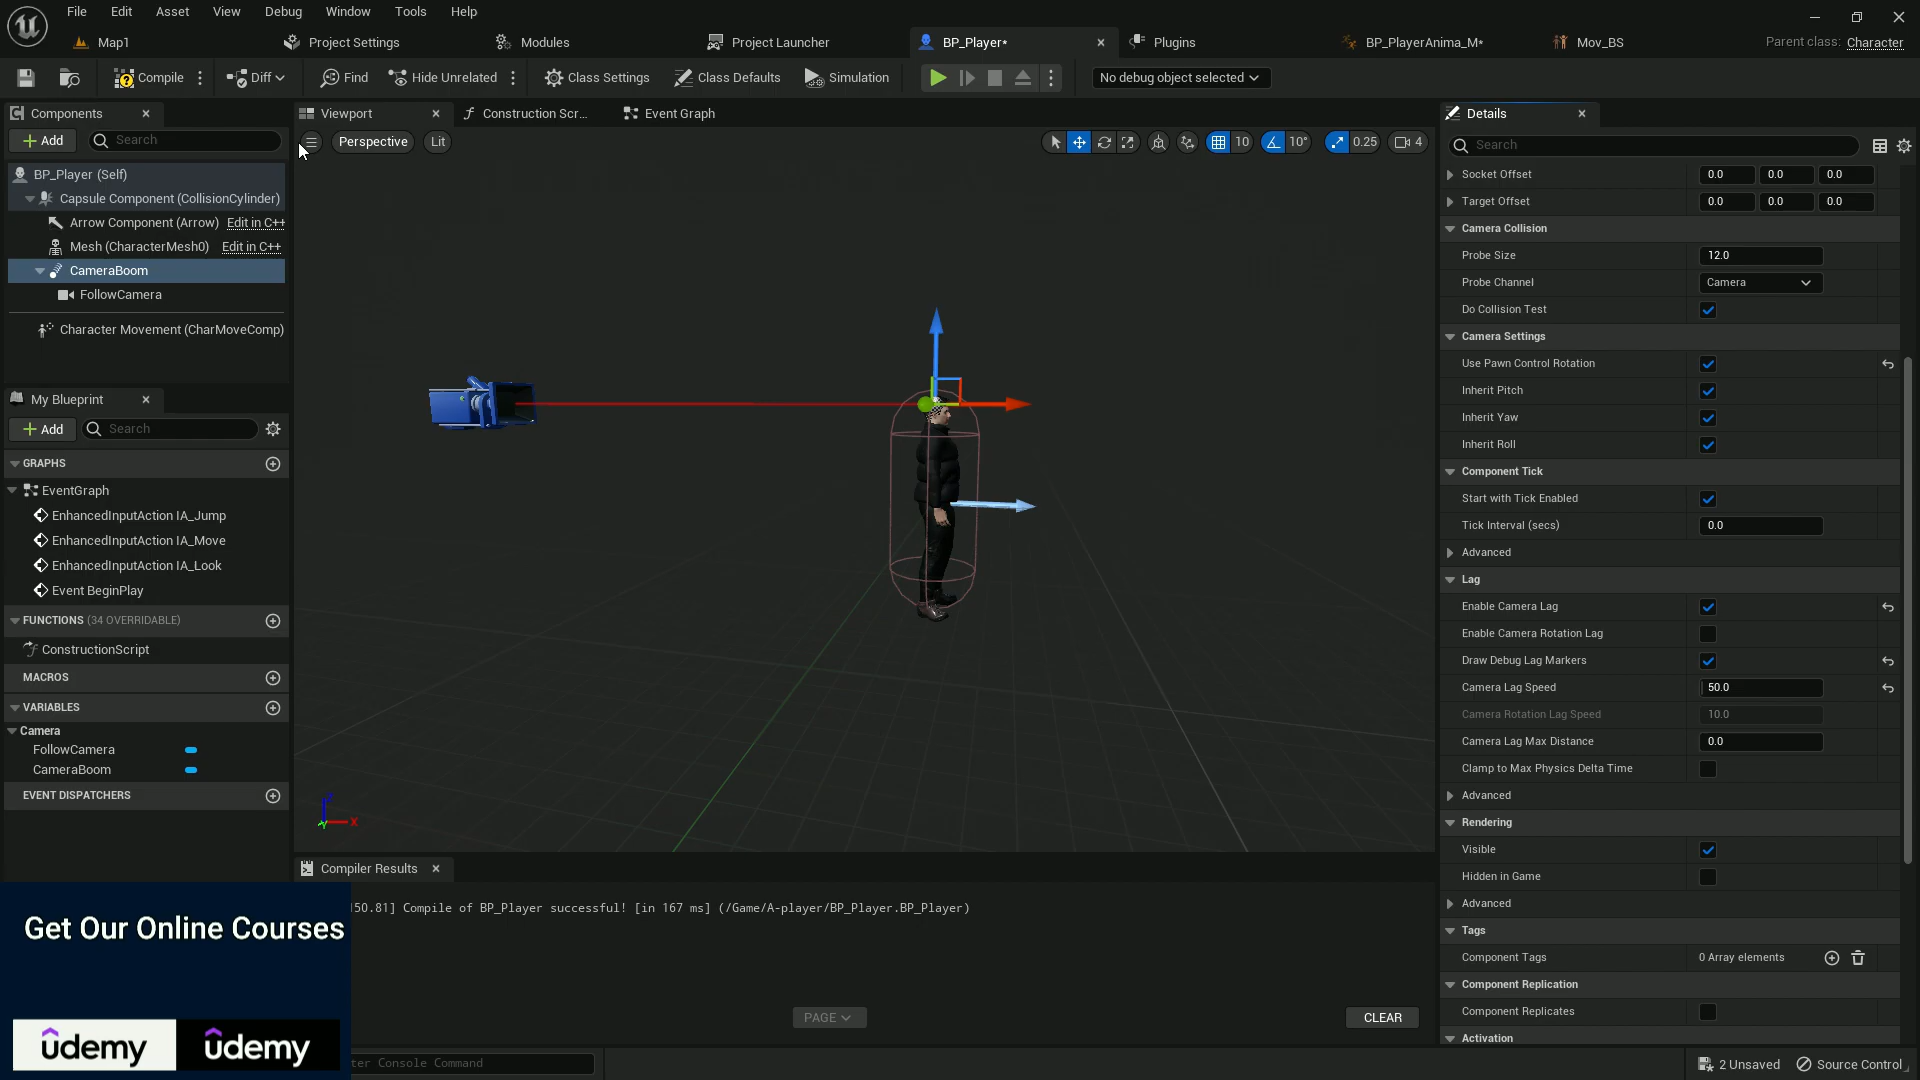 File Edit Asset View Debug Window Tools Help
Map1 Project Settings Modules Project Launcher BP_Player* Plugins BP_PlayerAnima_M* Mov_BS Parent class: Character
Compile Diff Find Hide Unrelated Class Settings Class Defaults Simulation No debug object selected
Components
Add Search
BP_Player (Self)
Capsule Component (CollisionCylinder)
Arrow Component (Arrow) Edit in C++
Mesh (CharacterMesh0) Edit in C++
CameraBoom
FollowCamera
Character Movement (CharMoveComp)
My Blueprint
Add Search
GRAPHS
EventGraph
EnhancedInputAction IA_Jump
EnhancedInputAction IA_Move
EnhancedInputAction IA_Look
Event BeginPlay
FUNCTIONS (34 OVERRIDABLE)
ConstructionScript
MACROS
VARIABLES
Camera
FollowCamera
CameraBoom
EVENT DISPATCHERS
Viewport Construction Scr... Event Graph
Perspective Lit 10 10° 0.25 4
X
Compiler Results
50.81] Compile of BP_Player successful! [in 167 ms] (/Game/A-player/BP_Player.BP_Player)
PAGE CLEAR
ter Console Command
Get Our Online Courses
udemy udemy
Details
Search
Socket Offset 0.0 0.0 0.0
Target Offset 0.0 0.0 0.0
Camera Collision
Probe Size 12.0
Probe Channel Camera
Do Collision Test
Camera Settings
Use Pawn Control Rotation
Inherit Pitch
Inherit Yaw
Inherit Roll
Component Tick
Start with Tick Enabled
Tick Interval (secs) 0.0
Advanced
Lag
Enable Camera Lag
Enable Camera Rotation Lag
Draw Debug Lag Markers
Camera Lag Speed 50.0
Camera Rotation Lag Speed 10.0
Camera Lag Max Distance 0.0
Clamp to Max Physics Delta Time
Advanced
Rendering
Visible
Hidden in Game
Advanced
Tags
Component Tags 0 Array elements
Component Replication
Component Replicates
Activation
2 Unsaved Source Control